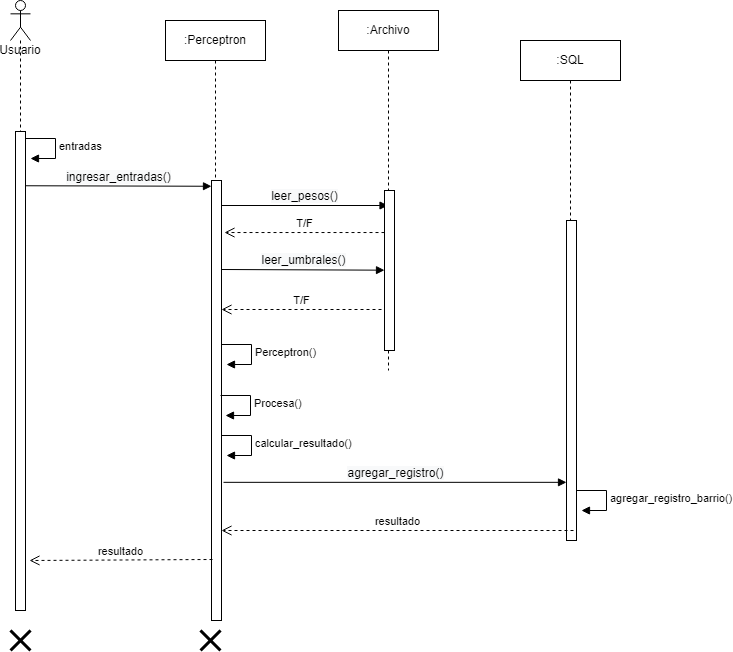 Usuario
:Perceptron
:Archivo
:SQL
entradas
ingresar_entradas()
leer_pesos()
T/F
leer_umbrales()
T/F
Perceptron()
Procesa()
calcular_resultado()
agregar_registro()
agregar_registro_barrio()
resultado
resultado